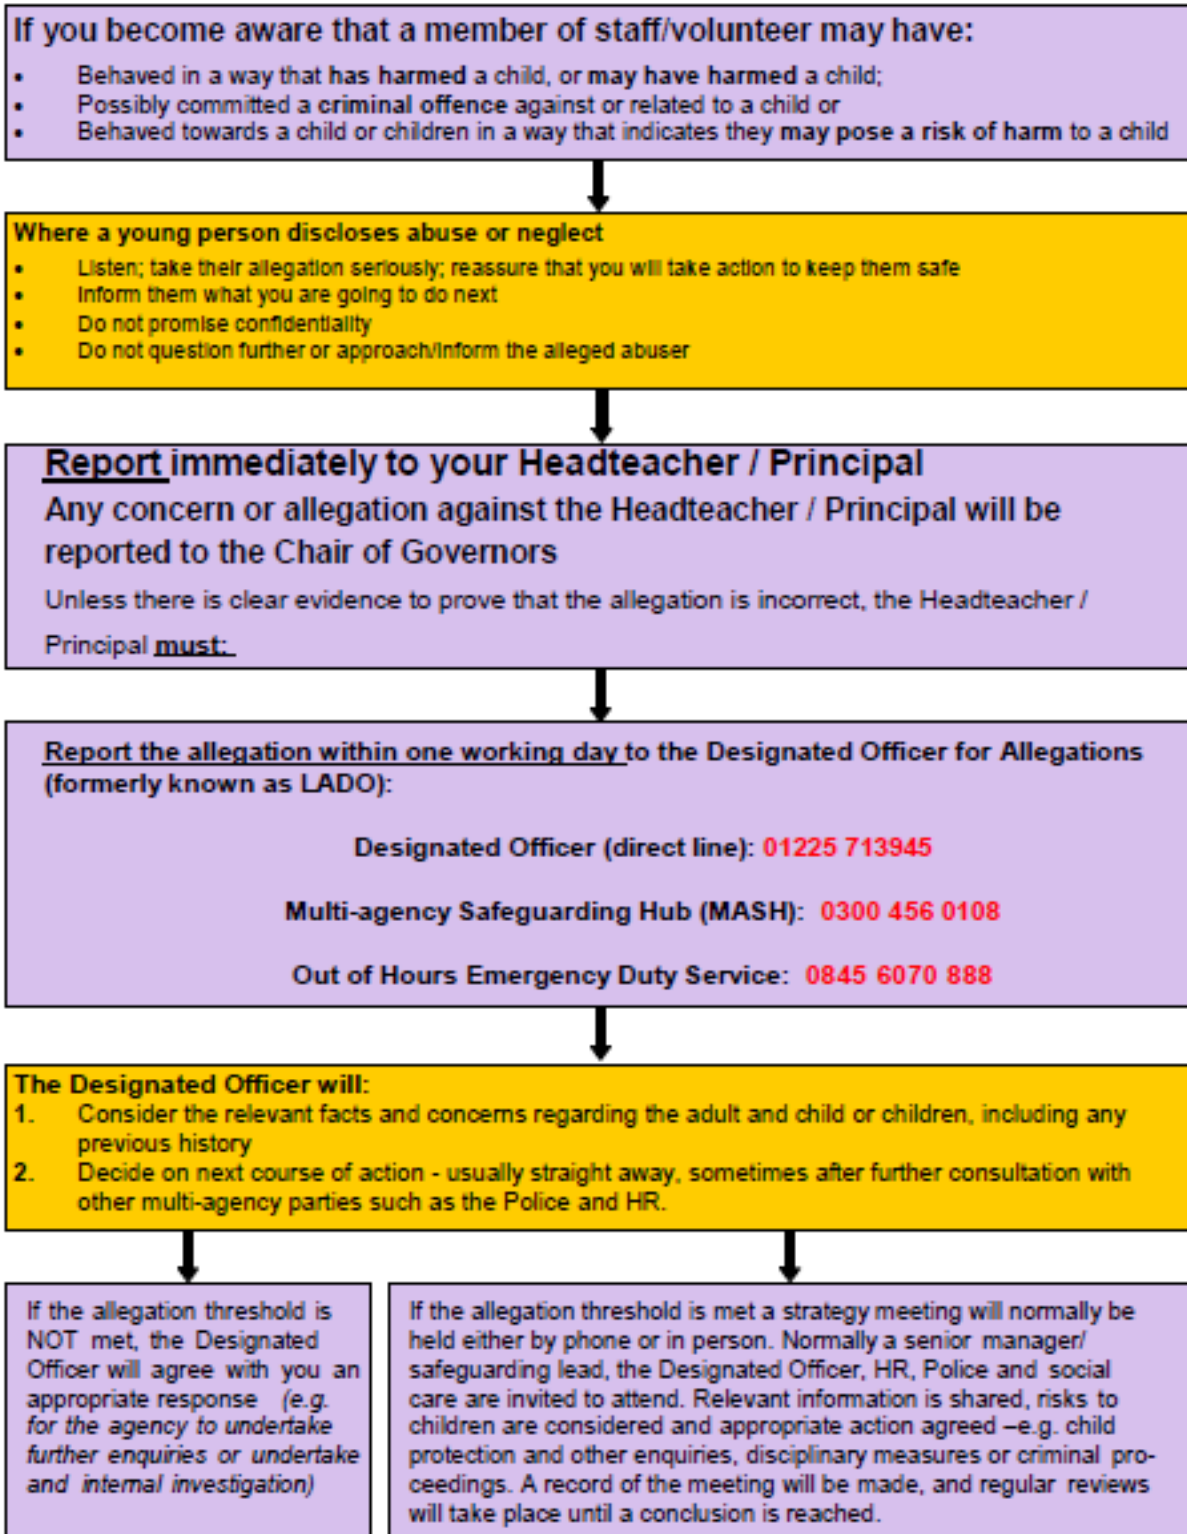 If you become aware that a member of staff/volunteer may have:
• Behaved in a way that has harmed a child, or may have harmed a child;
• Possibly committed a criminal offence against or related to a child or
• Behaved towards a child or children in a way that indicates they may pose a risk of harm to a child
Where a young person discloses abuse or neglect
• Listen; take their allegation seriously; reassure that you will take action to keep them safe
• Inform them what you are going to do next
• Do not promise confidentiality
• Do not question further or approach/inform the alleged abuser
Report immediately to your Headteacher / Principal
Any concern or allegation against the Headteacher / Principal will be
reported to the Chair of Governors
Unless there is clear evidence to prove that the allegation is incorrect, the Headteacher /
Principal must:
Report the allegation within one working day to the Designated Officer for Allegations
(formerly known as LADO):
Designated Officer (direct line): 01225 713945
Multi-agency Safeguarding Hub (MASH): 0300 456 0108
Out of Hours Emergency Duty Service: 0845 6070 888
The Designated Officer will:
1. Consider the relevant facts and concerns regarding the adult and child or children, including any
previous history
2. Decide on next course of action - usually straight away, sometimes after further consultation with
other multi-agency parties such as the Police and HR.
If the allegation threshold is
NOT met, the Designated
Officer will agree with you an
appropriate response (e.g.
for the agency to undertake
further enquiries or undertake
and internal investigation)
If the allegation threshold is met a strategy meeting will normally be
held either by phone or in person. Normally a senior manager/
safeguarding lead, the Designated Officer, HR, Police and social
care are invited to attend. Relevant information is shared, risks to
children are considered and appropriate action agreed –e.g. child
protection and other enquiries, disciplinary measures or criminal pro-
ceedings. A record of the meeting will be made, and regular reviews
will take place until a conclusion is reached.